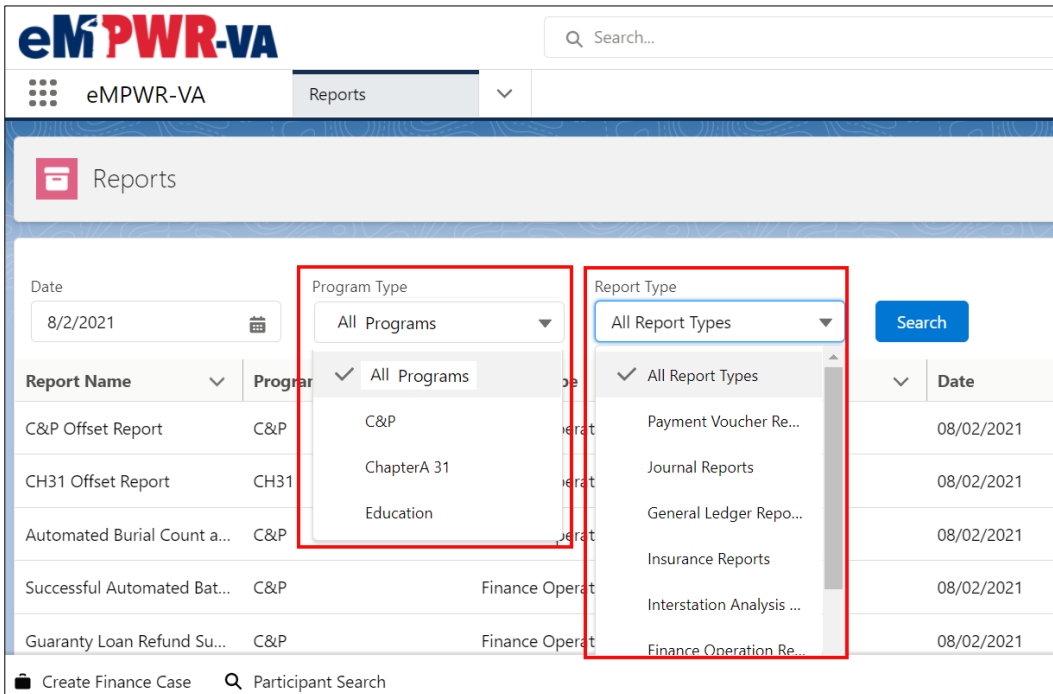 eMPWR-VA
Search...
eMPWR-VA Reports
Reports
Date Program Type Report Type
8/2/2021 All Programs All Report Types Search
Report Name Progra Date
All Programs
All Report Types
C&P Offset Report C&P 08/02/2021
C&P
Payment Voucher Re...
CH31 Offset Report CH31 08/02/2021
ChapterA 31
Journal Reports
Education
General Ledger Repo...
Automated Burial Count a... C&P 08/02/2021
Insurance Reports
Successful Automated Bat... C&P Finance Operat 08/02/2021
Interstation Analysis ...
Guaranty Loan Refund Su... C&P Finance Operat 08/02/2021
Finance Operation Re...
Create Finance Case Participant Search